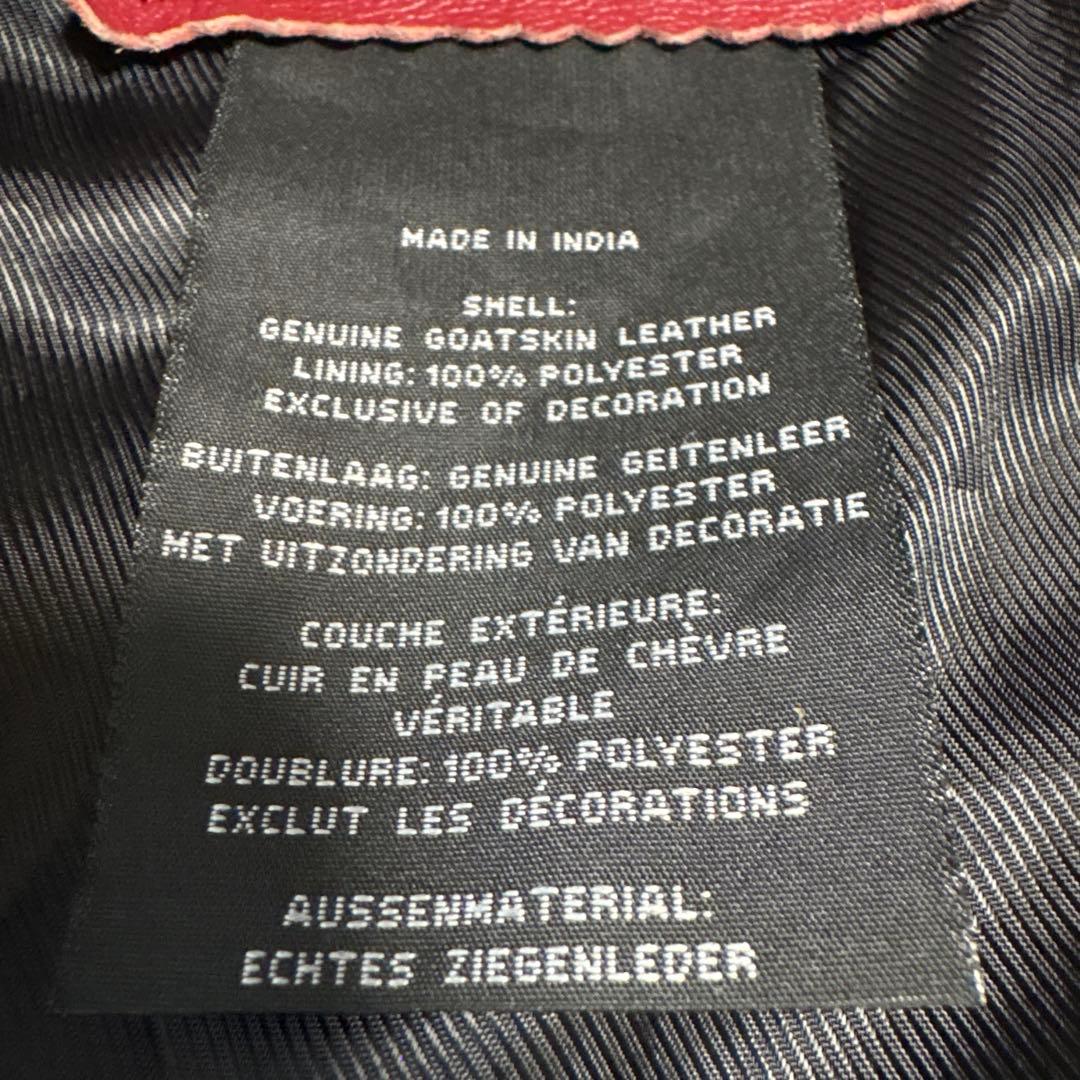 MADE IN INDIA
SHELL:
GENUINE GOATSKIN LEATHER
LINING: 100% POLYESTER
EXCLUSIVE OF DECORATION
BUITENLAAG: GENUINE GEITENLEER
VOERING: 100% POLYESTER
MET UITZONDERING VAN DECORATIE
COUCHE EXTÉRIEURE:
CUIR EN PEAU DE CHÈVRE
VÉRITABLE
DOUBLURE: 100% POLYESTER
EXCLUT LES DÉCORATIONS
AUSSENMATERIAL:
ECHTES ZIEGENLEDER